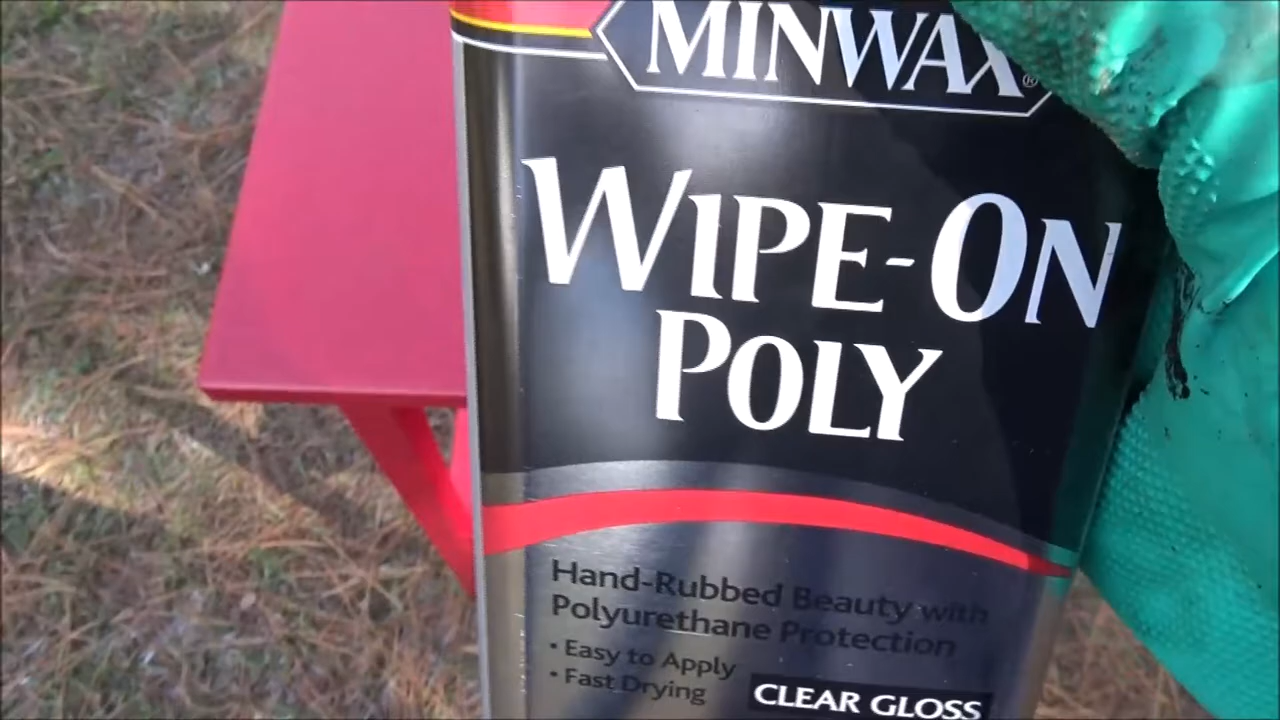 MINWAX®
WIPE-ON
POLY
Hand-Rubbed Beauty with
Polyurethane Protection
• Easy to Apply
• Fast Drying
CLEAR GLOSS